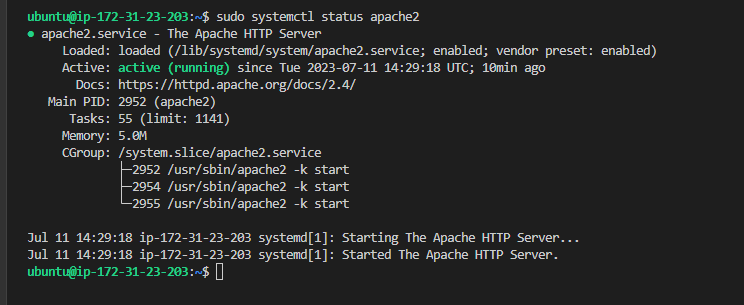 ubuntu@ip-172-31-23-203:~$ sudo systemctl status apache2
● apache2.service - The Apache HTTP Server
     Loaded: loaded (/lib/systemd/system/apache2.service; enabled; vendor preset: enabled)
     Active: active (running) since Tue 2023-07-11 14:29:18 UTC; 10min ago
       Docs: https://httpd.apache.org/docs/2.4/
   Main PID: 2952 (apache2)
      Tasks: 55 (limit: 1141)
     Memory: 5.0M
     CGroup: /system.slice/apache2.service
             ├─2952 /usr/sbin/apache2 -k start
             ├─2954 /usr/sbin/apache2 -k start
             └─2955 /usr/sbin/apache2 -k start

Jul 11 14:29:18 ip-172-31-23-203 systemd[1]: Starting The Apache HTTP Server...
Jul 11 14:29:18 ip-172-31-23-203 systemd[1]: Started The Apache HTTP Server.
ubuntu@ip-172-31-23-203:~$